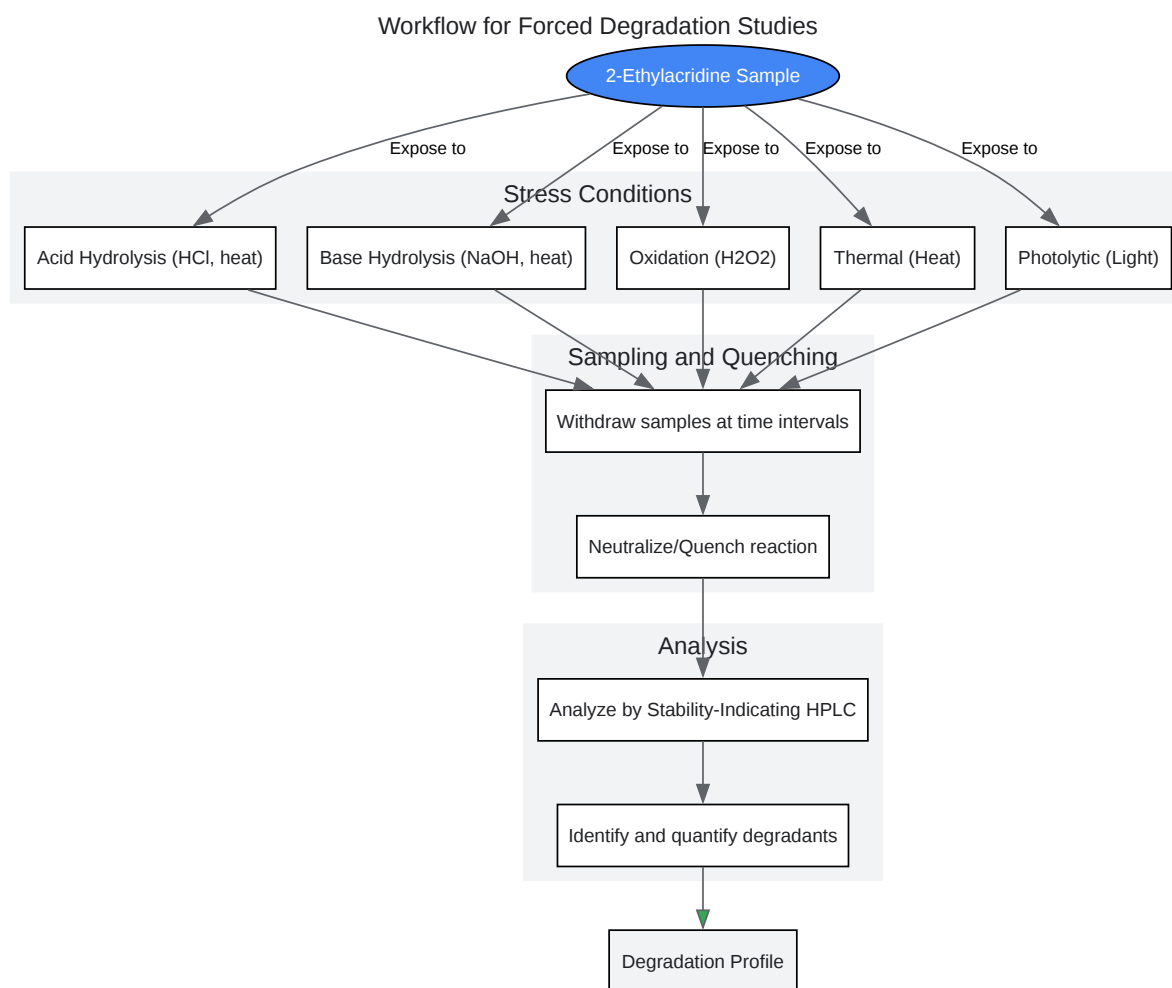 Workflow for Forced Degradation Studies
2-Ethylacridine Sample
Expose to
Expose to
Expose to
Expose to
Expose to
Stress Conditions
Acid Hydrolysis (HCl, heat)
Base Hydrolysis (NaOH, heat)
Oxidation (H2O2)
Thermal (Heat)
Photolytic (Light)
Sampling and Quenching
Withdraw samples at time intervals
Neutralize/Quench reaction
Analysis
Analyze by Stability-Indicating HPLC
Identify and quantify degradants
Degradation Profile